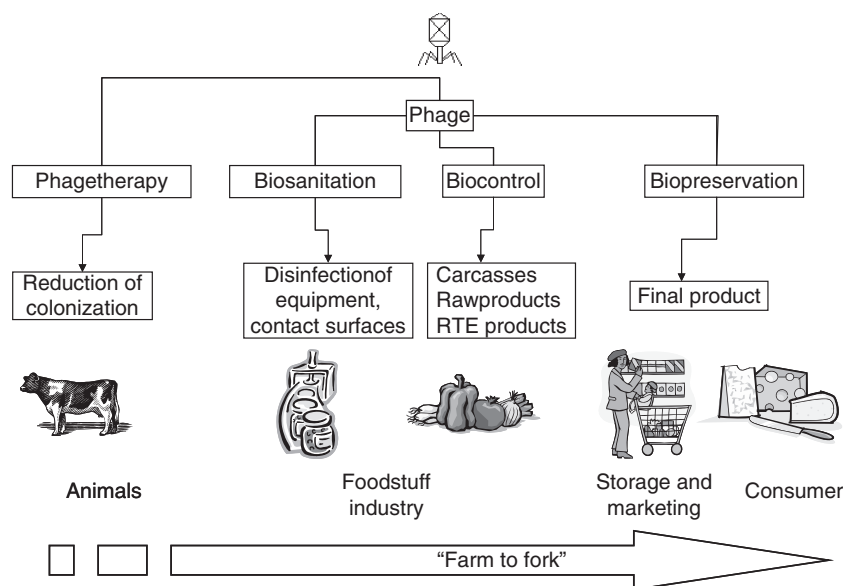 Phage
Phagetherapy
Biosanitation
Biocontrol
Biopreservation
Reduction of
colonization
Disinfectionof
equipment,
contact surfaces
Carcasses
Rawproducts
RTE products
Final product
Animals
Foodstuff
industry
Storage and
marketing
Consumer
“Farm to fork”